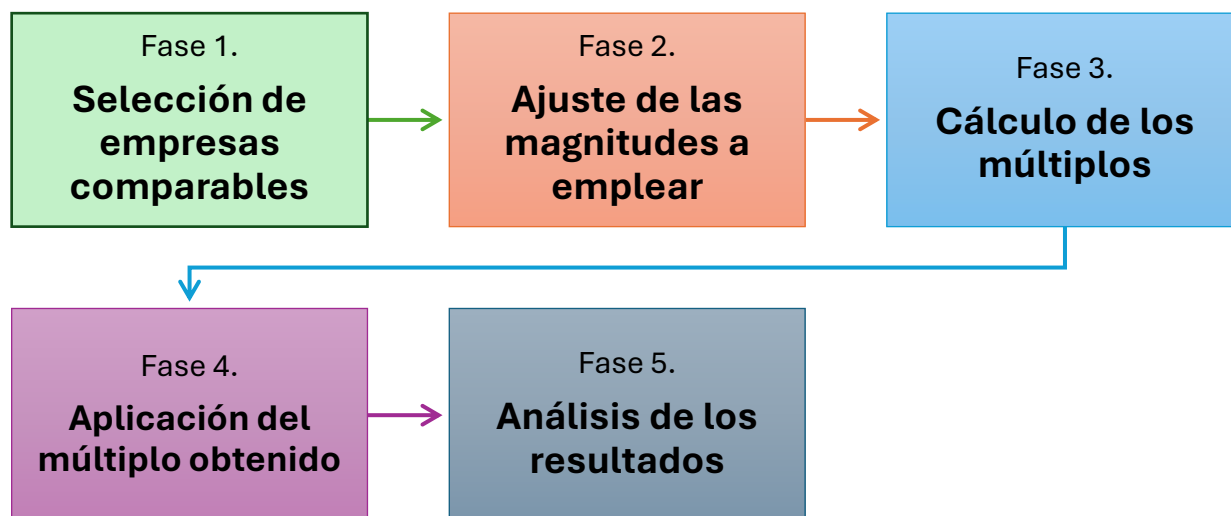 Fase 1.
Selección de
empresas
comparables
Fase 2.
Ajuste de las
magnitudes a
emplear
Fase 3.
Cálculo de los
múltiplos
Fase 4.
Aplicación del
múltiplo obtenido
Fase 5.
Análisis de los
resultados